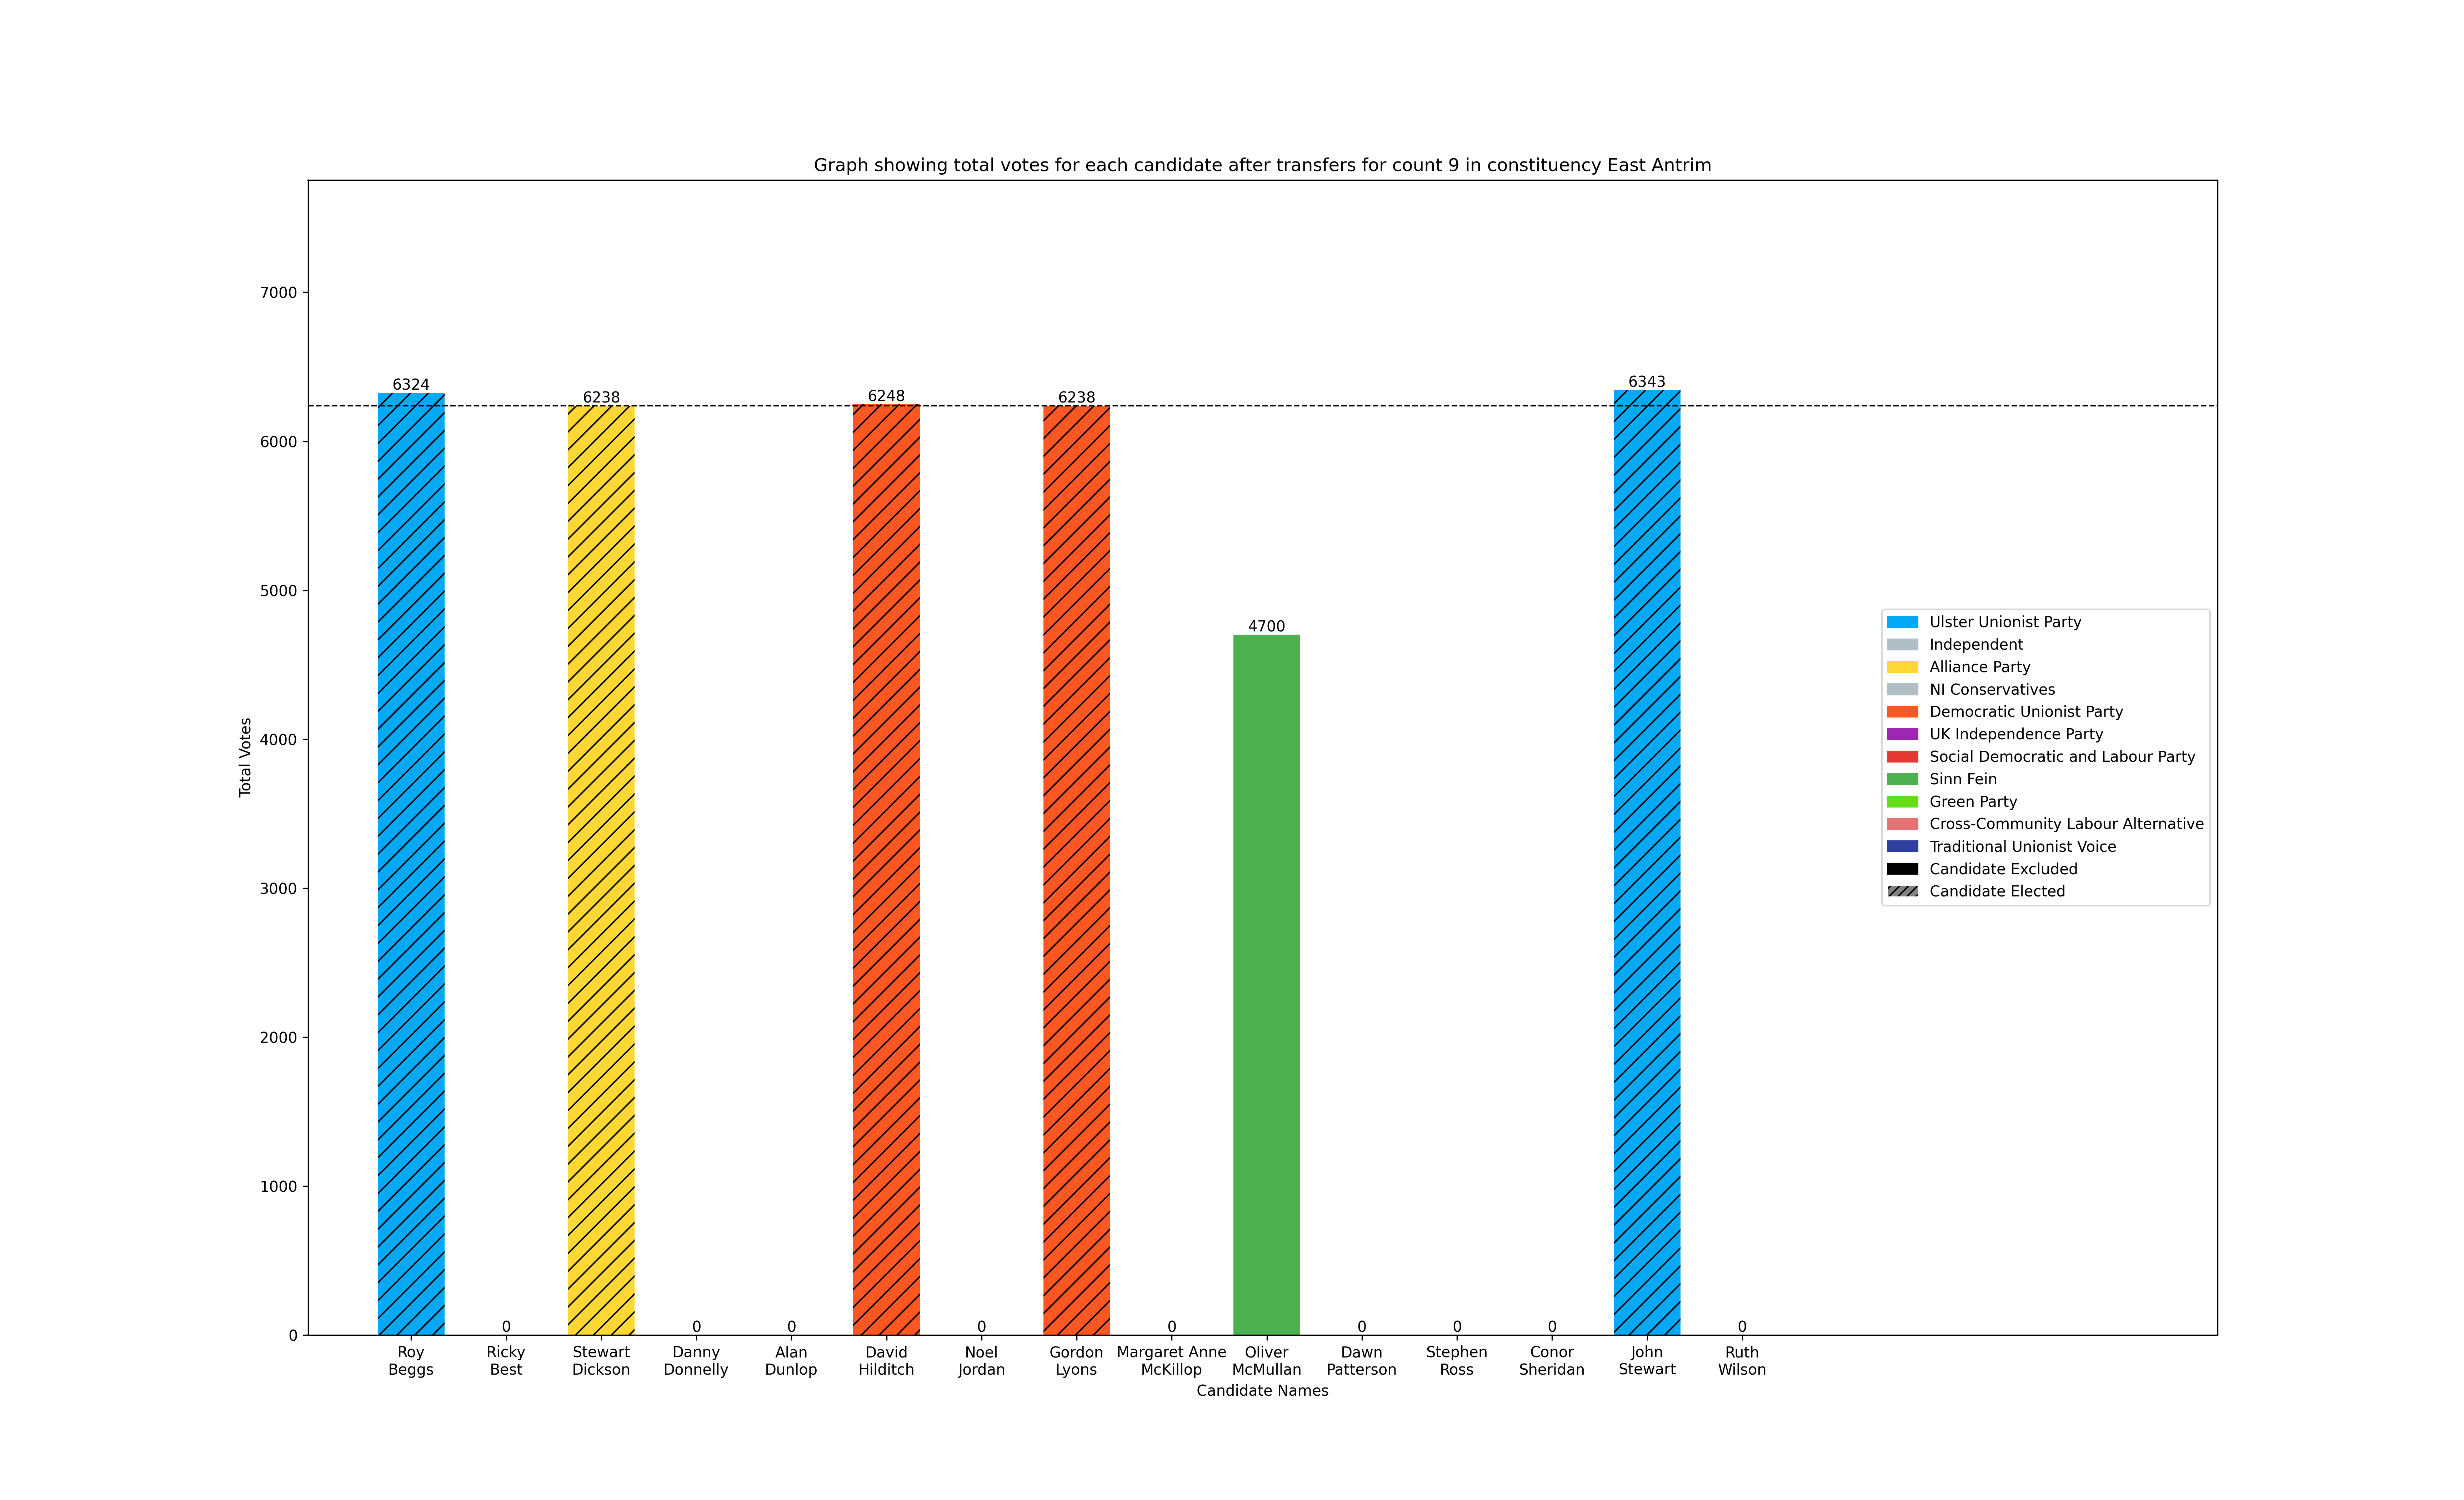 Graph showing total votes for each candidate after transfers for count 9 in constituency East Antrim
Total Votes
7000
6000
5000
4000
3000
2000
1000
0
6324
0
6238
0
0
6248
0
6238
0
4700
0
0
0
6343
0
Roy
Beggs
Ricky
Best
Stewart
Dickson
Danny
Donnelly
Alan
Dunlop
David
Hilditch
Noel
Jordan
Gordon
Lyons
Margaret Anne
McKillop
Oliver
McMullan
Dawn
Patterson
Stephen
Ross
Conor
Sheridan
John
Stewart
Ruth
Wilson
Candidate Names
Ulster Unionist Party
Independent
Alliance Party
NI Conservatives
Democratic Unionist Party
UK Independence Party
Social Democratic and Labour Party
Sinn Fein
Green Party
Cross-Community Labour Alternative
Traditional Unionist Voice
Candidate Excluded
Candidate Elected